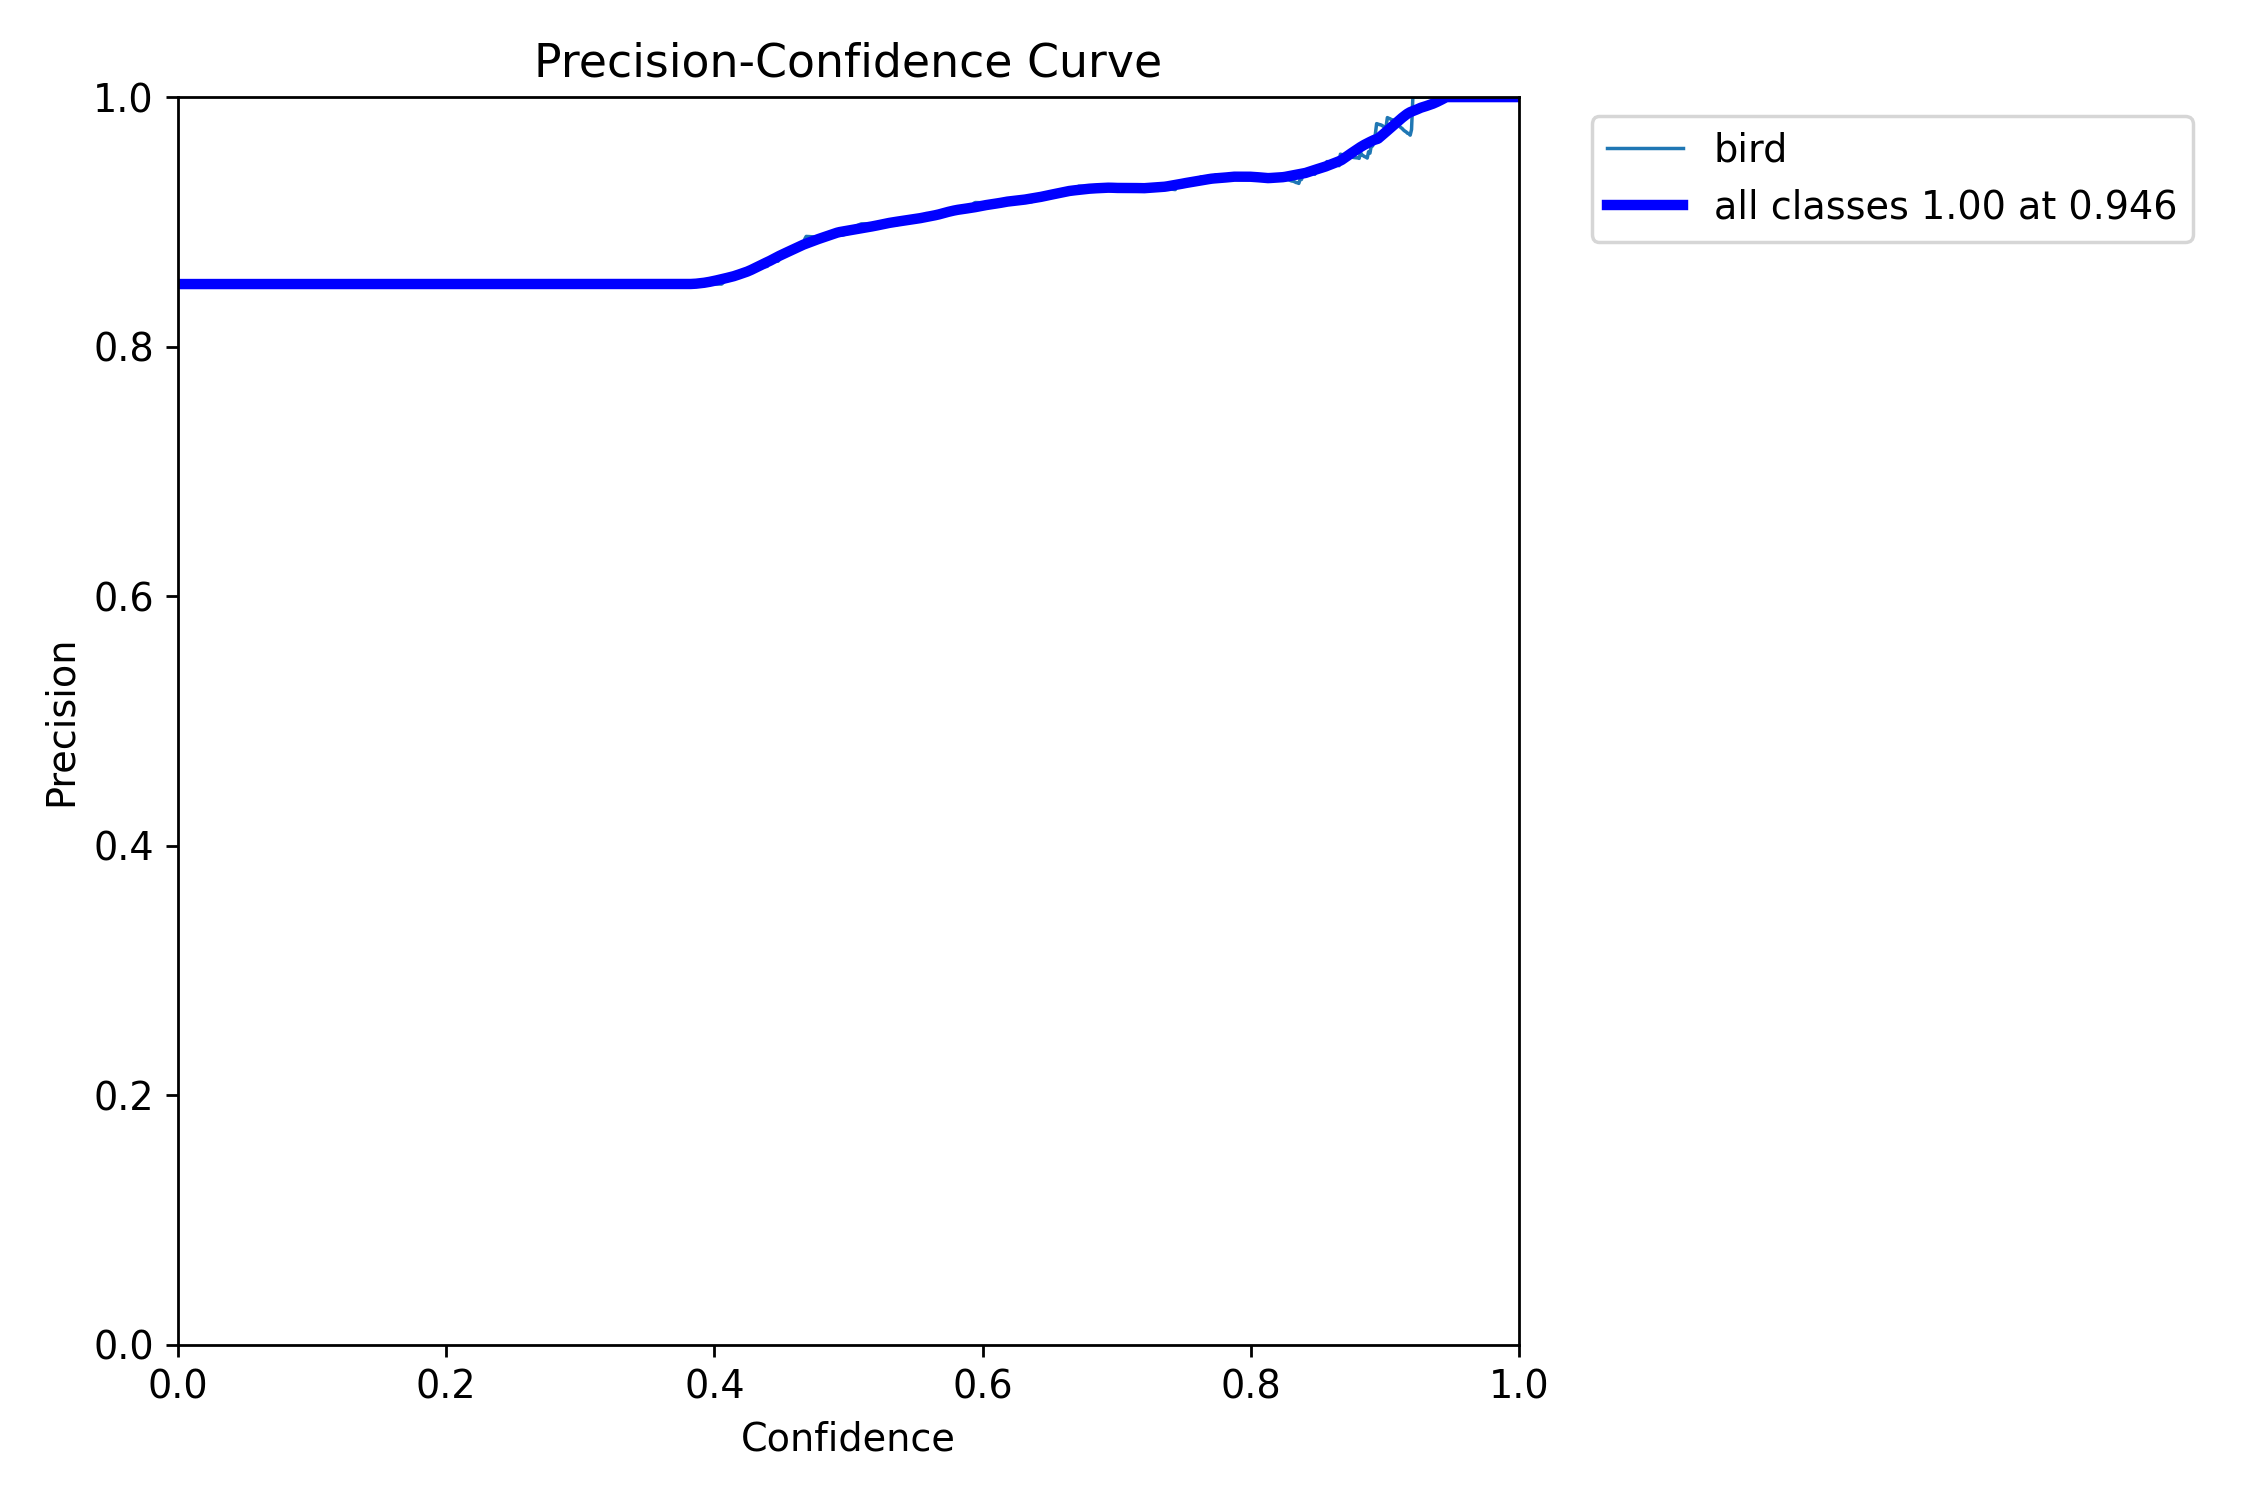 Precision-Confidence Curve
1.0
0.8
0.6
0.4
0.2
0.0
Precision
0.0 0.2 0.4 0.6 0.8 1.0
Confidence
bird
all classes 1.00 at 0.946